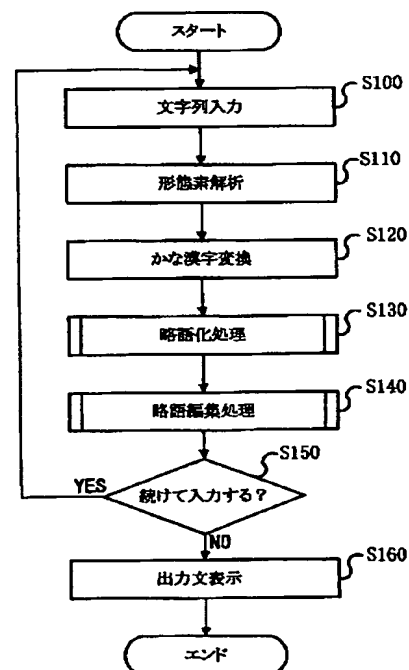 スタート
文字列入力
S100
形態素解析
S110
かな漢字変換
S120
略語化処理
S130
略語編集処理
S140
続けて入力する?
S150
YES
NO
出力文表示
S160
エンド